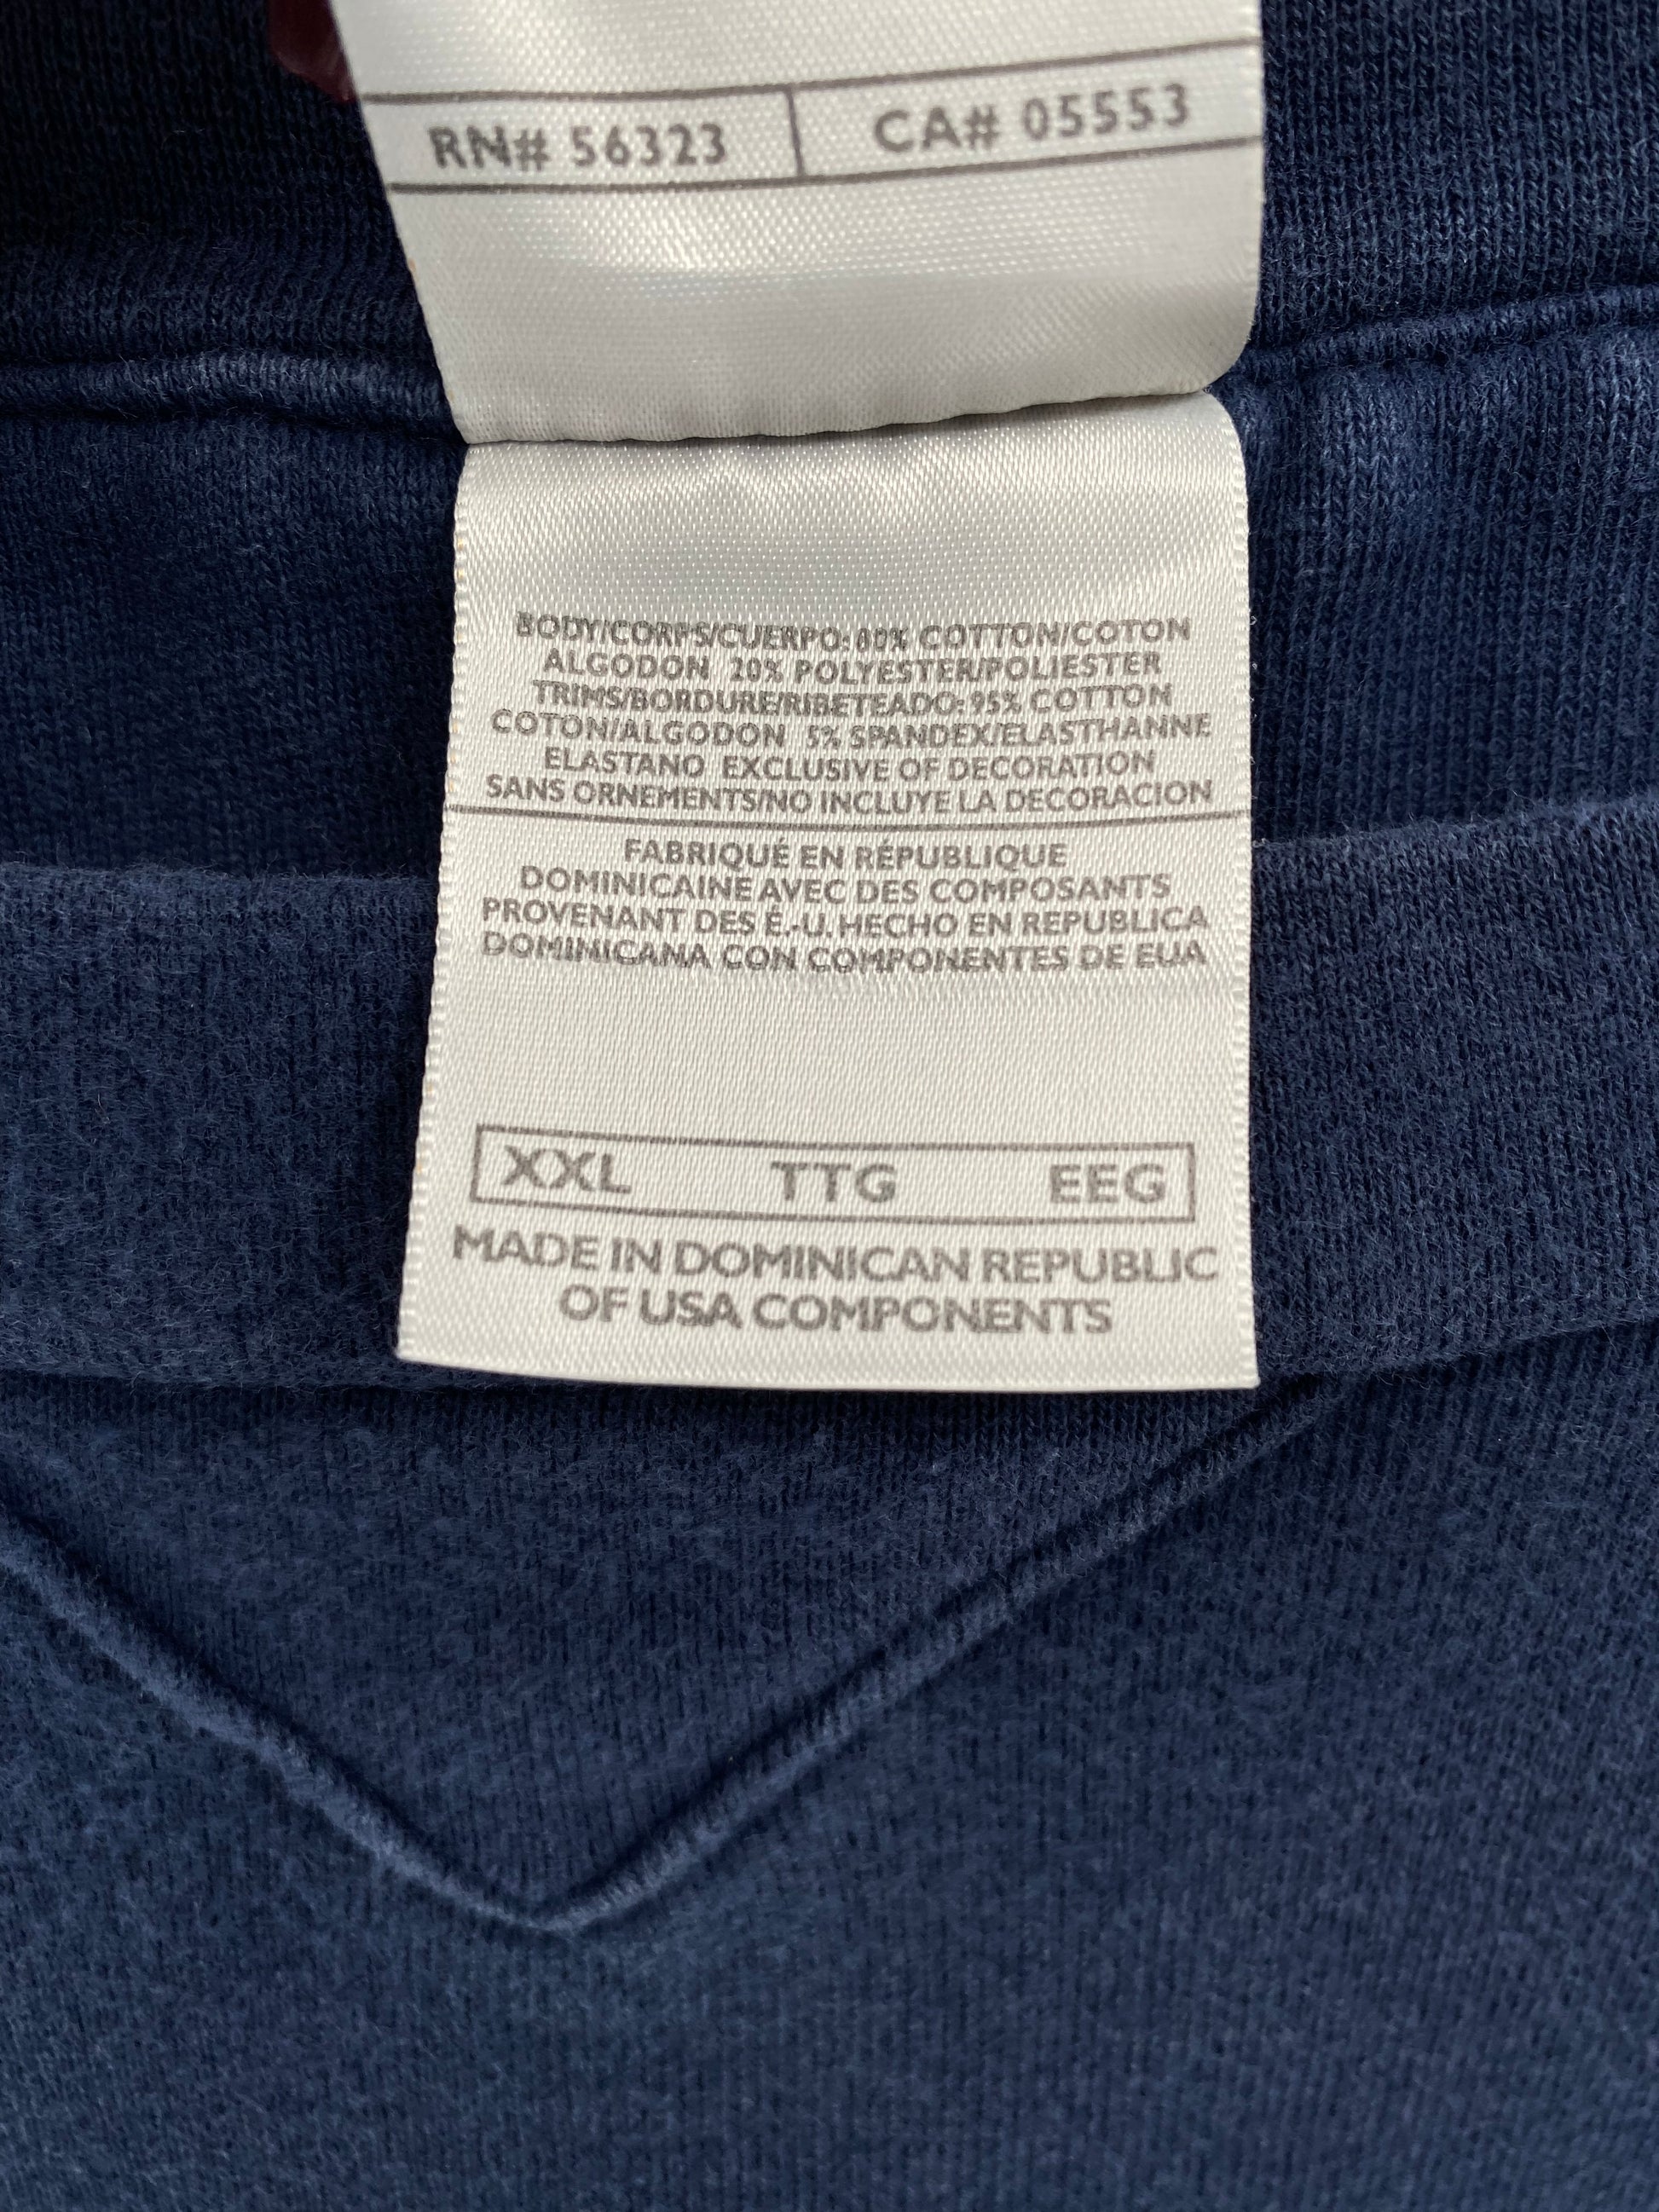 RN# 56323 CA# 05553
BODY/CORPS/CUERPO: 80% COTTON/COTON
ALGODON 20% POLYESTER/POLIESTER
TRIMS/BORDURE/RIBETEADO: 95% COTTON
COTON/ALGODON 5% SPANDEX/ELASTHANNE
ELASTANO EXCLUSIVE OF DECORATION
SANS ORNEMENTS/NO INCLUYE LA DECORACION
FABRIQUÉ EN RÉPUBLIQUE
DOMINICAINE AVEC DES COMPOSANTS
PROVENANT DES É.-U. HECHO EN REPUBLICA
DOMINICANA CON COMPONENTES DE EUA
XXL TTG EEG
MADE IN DOMINICAN REPUBLIC
OF USA COMPONENTS